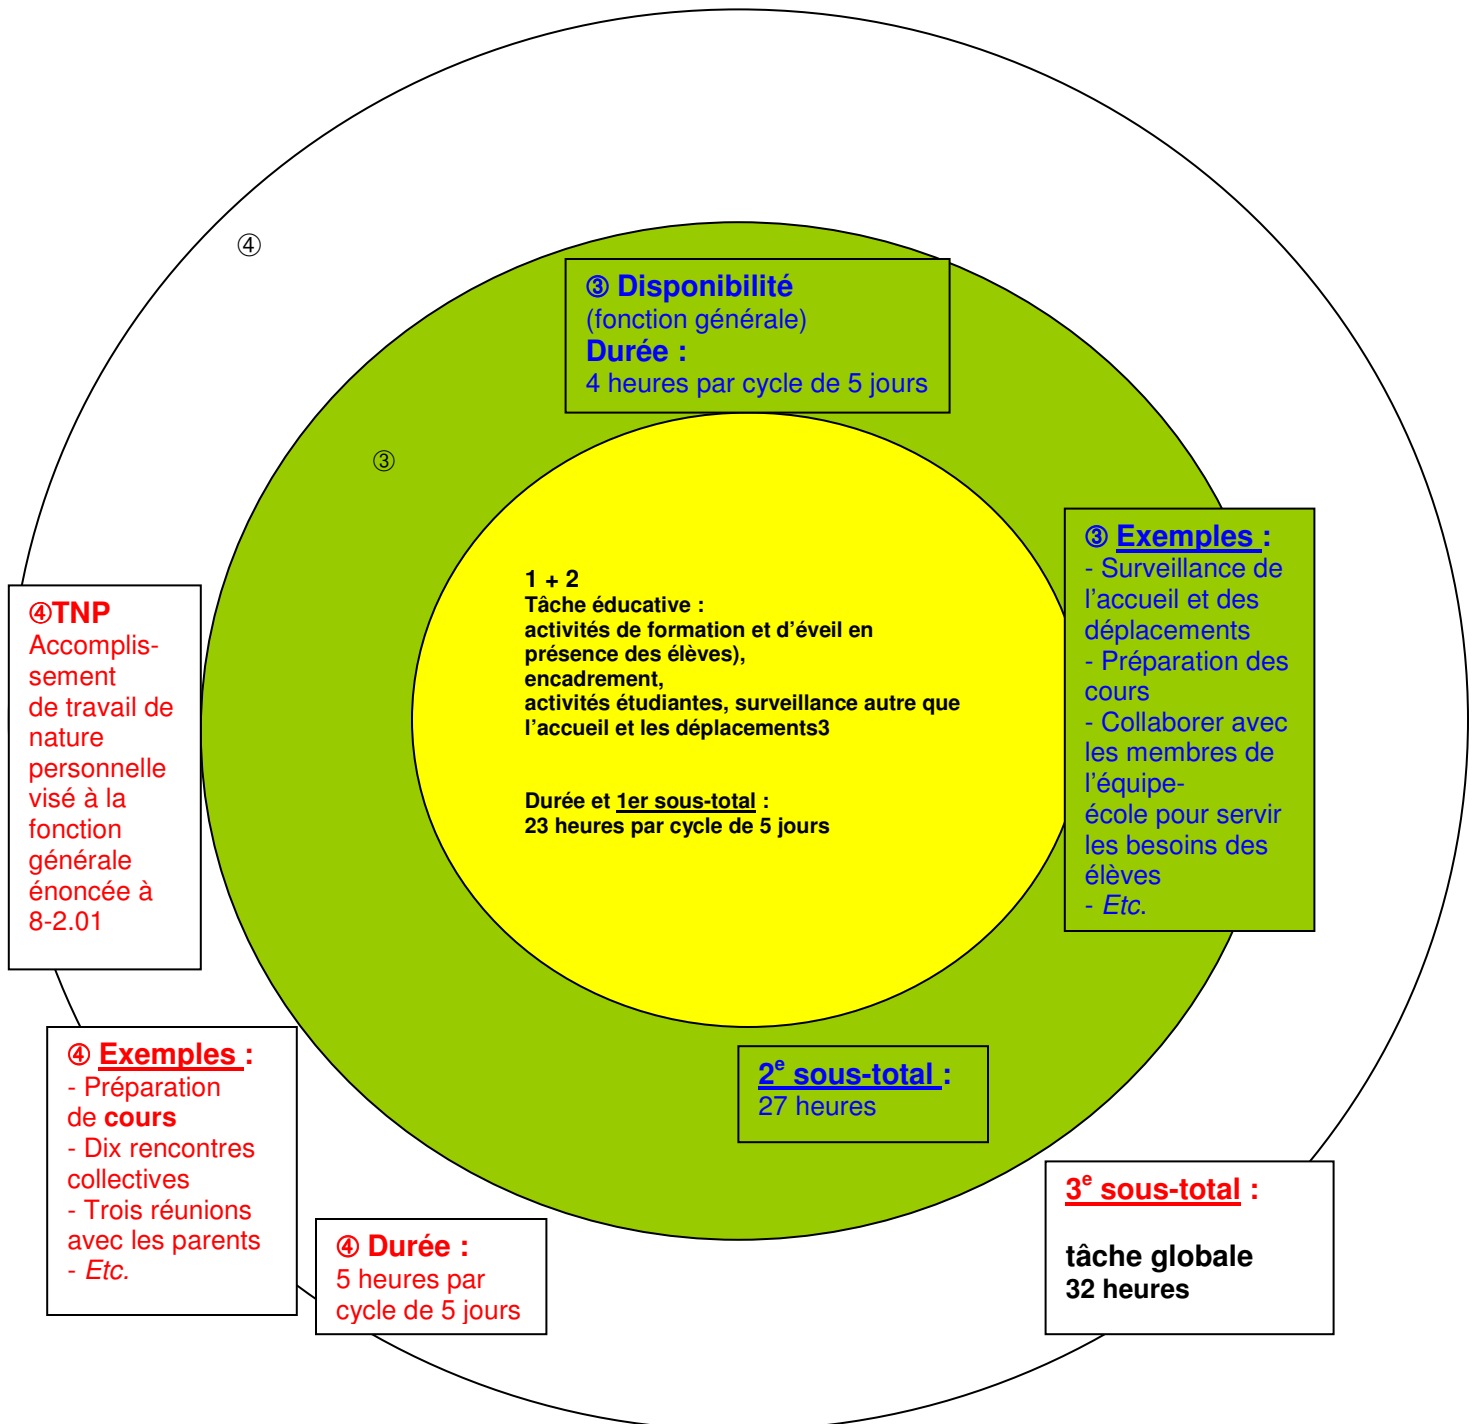 ④
③ Disponibilité
(fonction générale)
Durée :
4 heures par cycle de 5 jours
③
1 + 2
Tâche éducative :
activités de formation et d’éveil en
présence des élèves),
encadrement,
activités étudiantes, surveillance autre que
l’accueil et les déplacements3
Durée et 1er sous-total :
23 heures par cycle de 5 jours
③ Exemples :
- Surveillance de
l’accueil et des
déplacements
- Préparation des
cours
- Collaborer avec
les membres de
l’équipe-
école pour servir
les besoins des
élèves
- Etc.
④TNP
Accomplis-
sement
de travail de
nature
personnelle
visé à la
fonction
générale
énoncée à
8-2.01
④ Exemples :
- Préparation
de cours
- Dix rencontres
collectives
- Trois réunions
avec les parents
- Etc.
④ Durée :
5 heures par
cycle de 5 jours
2e sous-total :
27 heures
3e sous-total :
tâche globale
32 heures